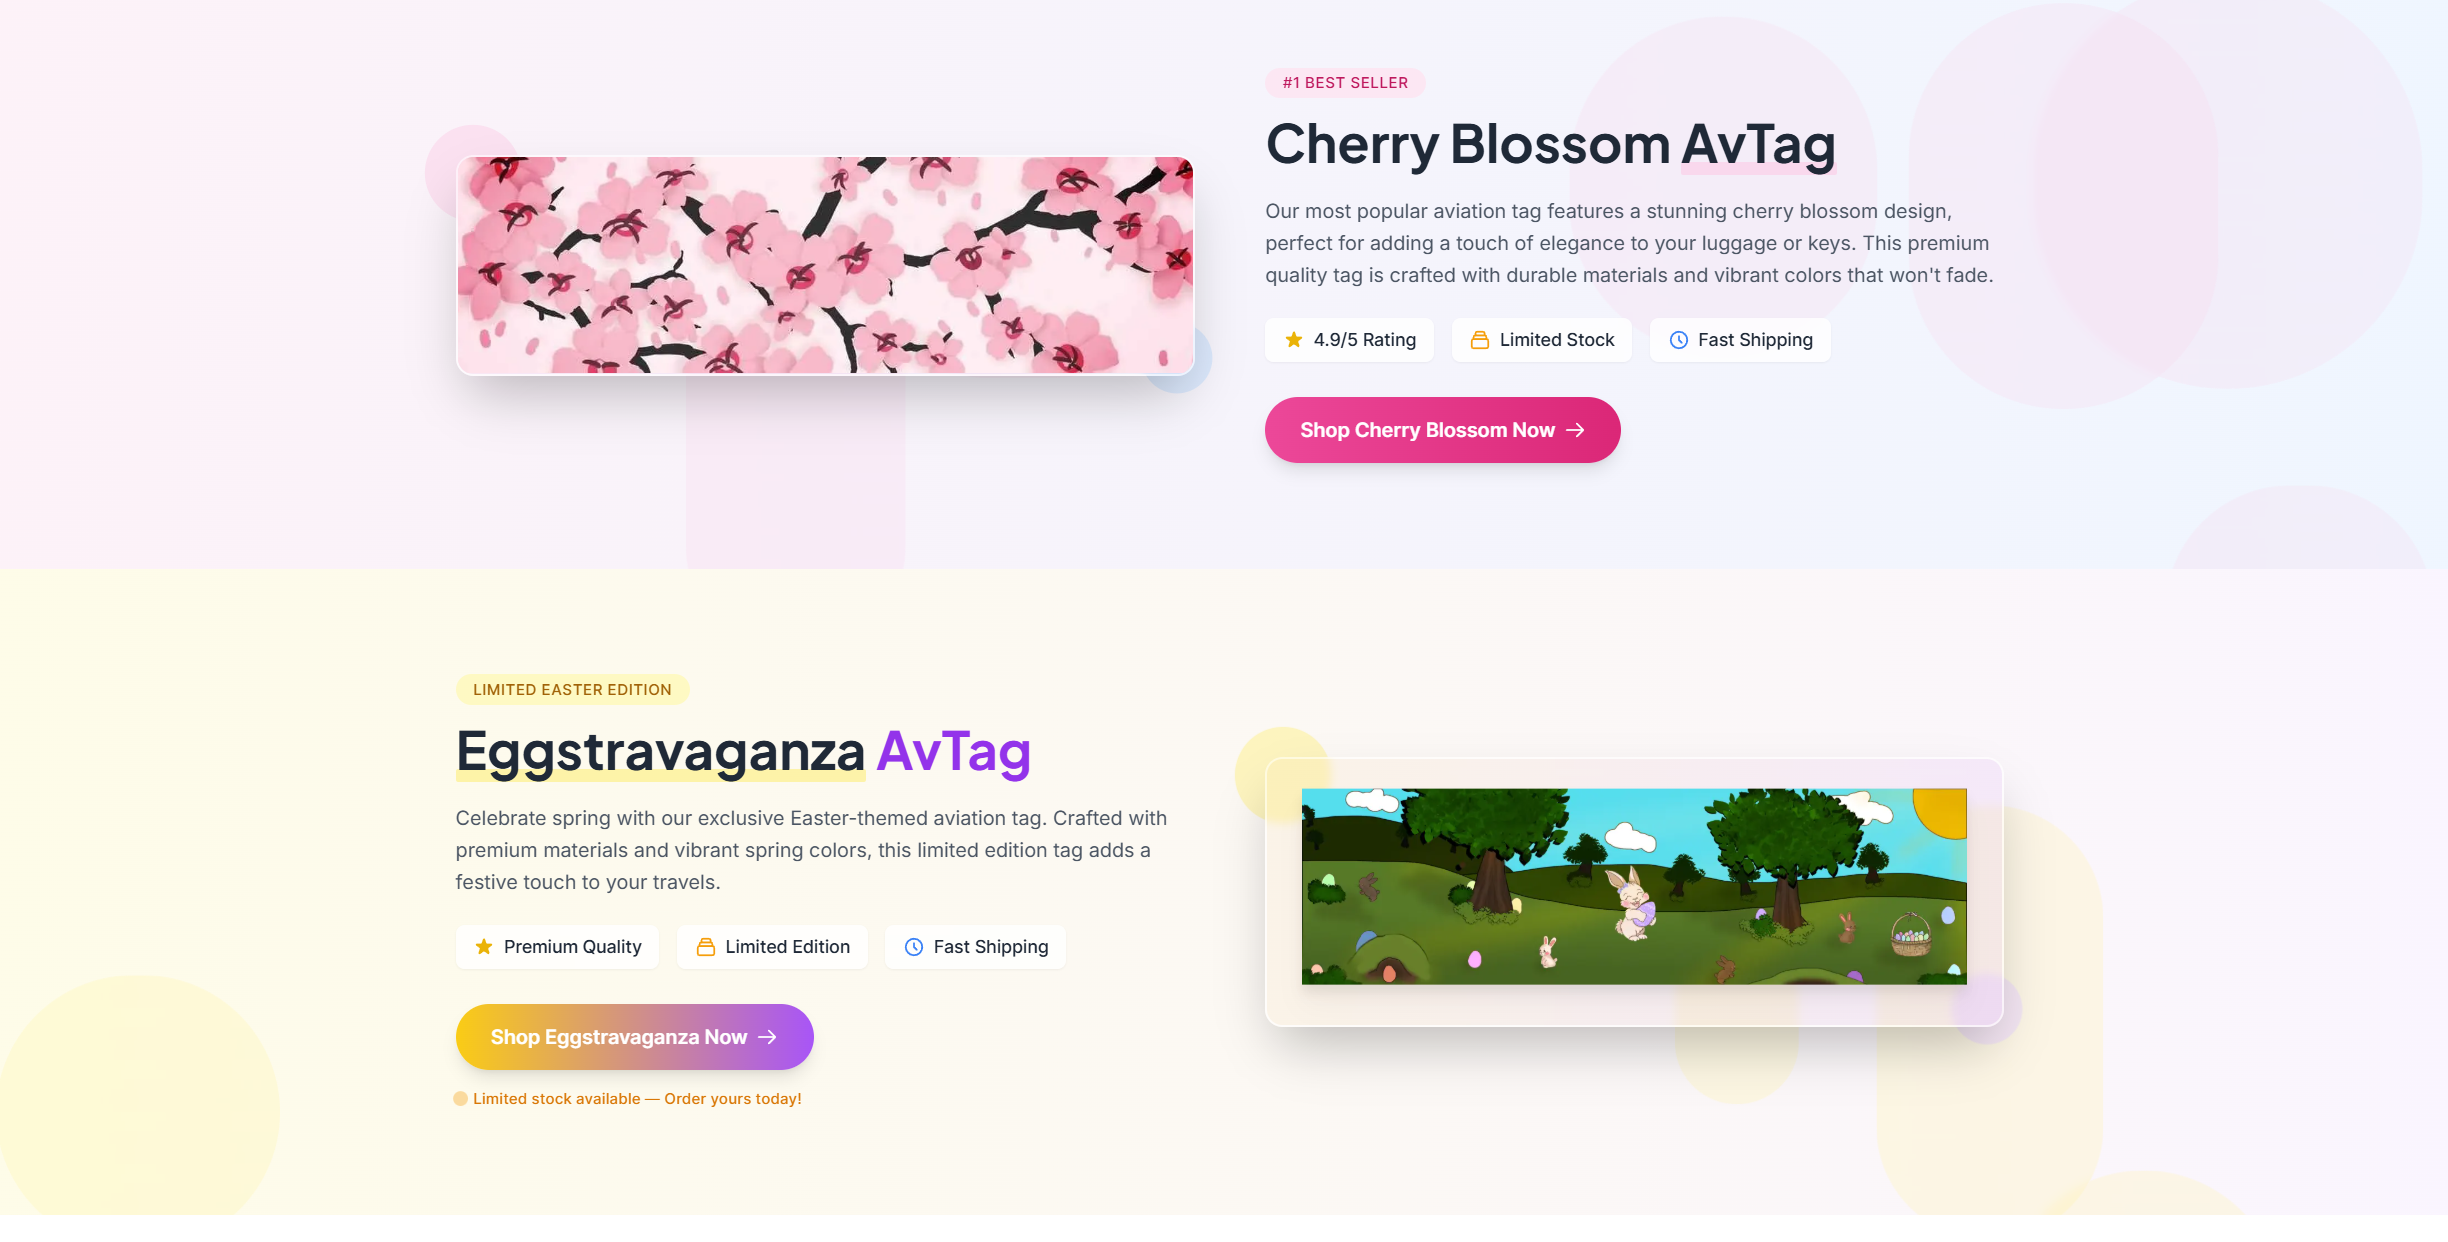 #1 BEST SELLER
Cherry Blossom AvTag
Our most popular aviation tag features a stunning cherry blossom design,
perfect for adding a touch of elegance to your luggage or keys. This premium
quality tag is crafted with durable materials and vibrant colors that won't fade.
4.9/5 Rating
Limited Stock
Fast Shipping
Shop Cherry Blossom Now
LIMITED EASTER EDITION
Eggstravaganza AvTag
Celebrate spring with our exclusive Easter-themed aviation tag. Crafted with
premium materials and vibrant spring colors, this limited edition tag adds a
festive touch to your travels.
Premium Quality
Limited Edition
Fast Shipping
Shop Eggstravaganza Now
Limited stock available — Order yours today!